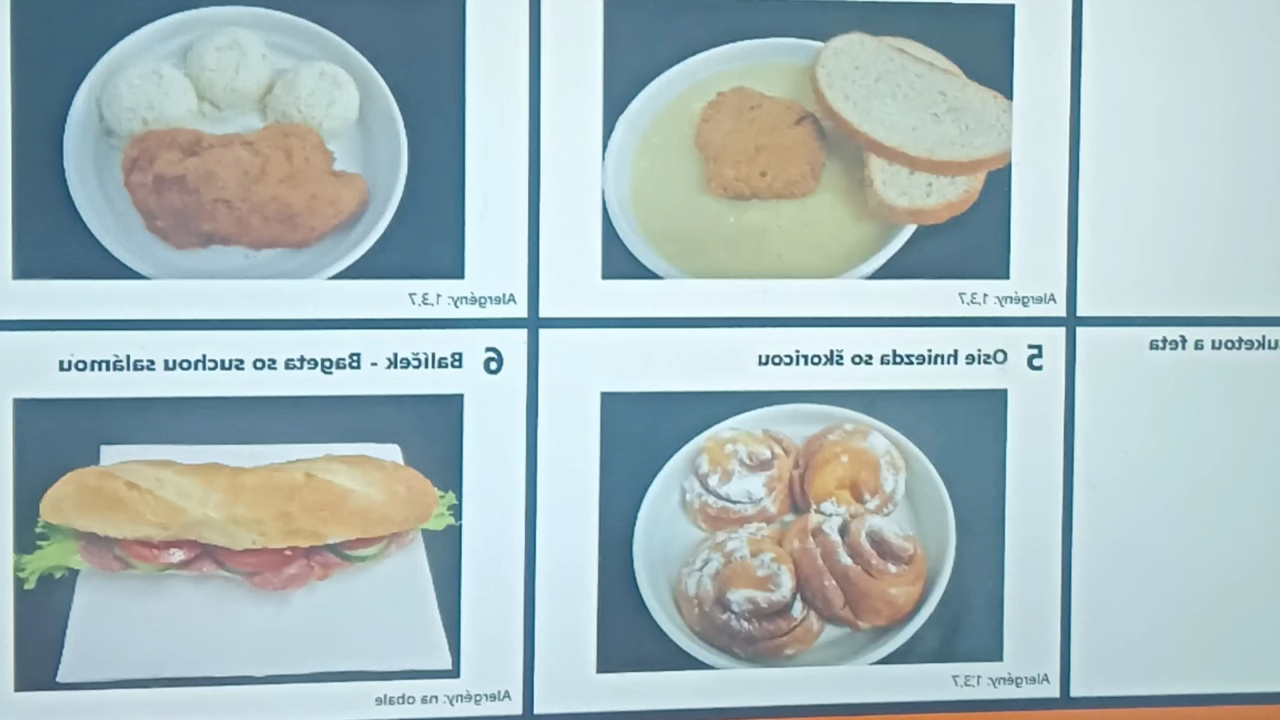 Alergény: 1,3,7
Alergény: 1,3,7
uketou a feta
5 Osie hniezda so škoricou
6 Balíček - Bageta so suchou salámou
Alergény: 1,3,7
Alergény: na obale